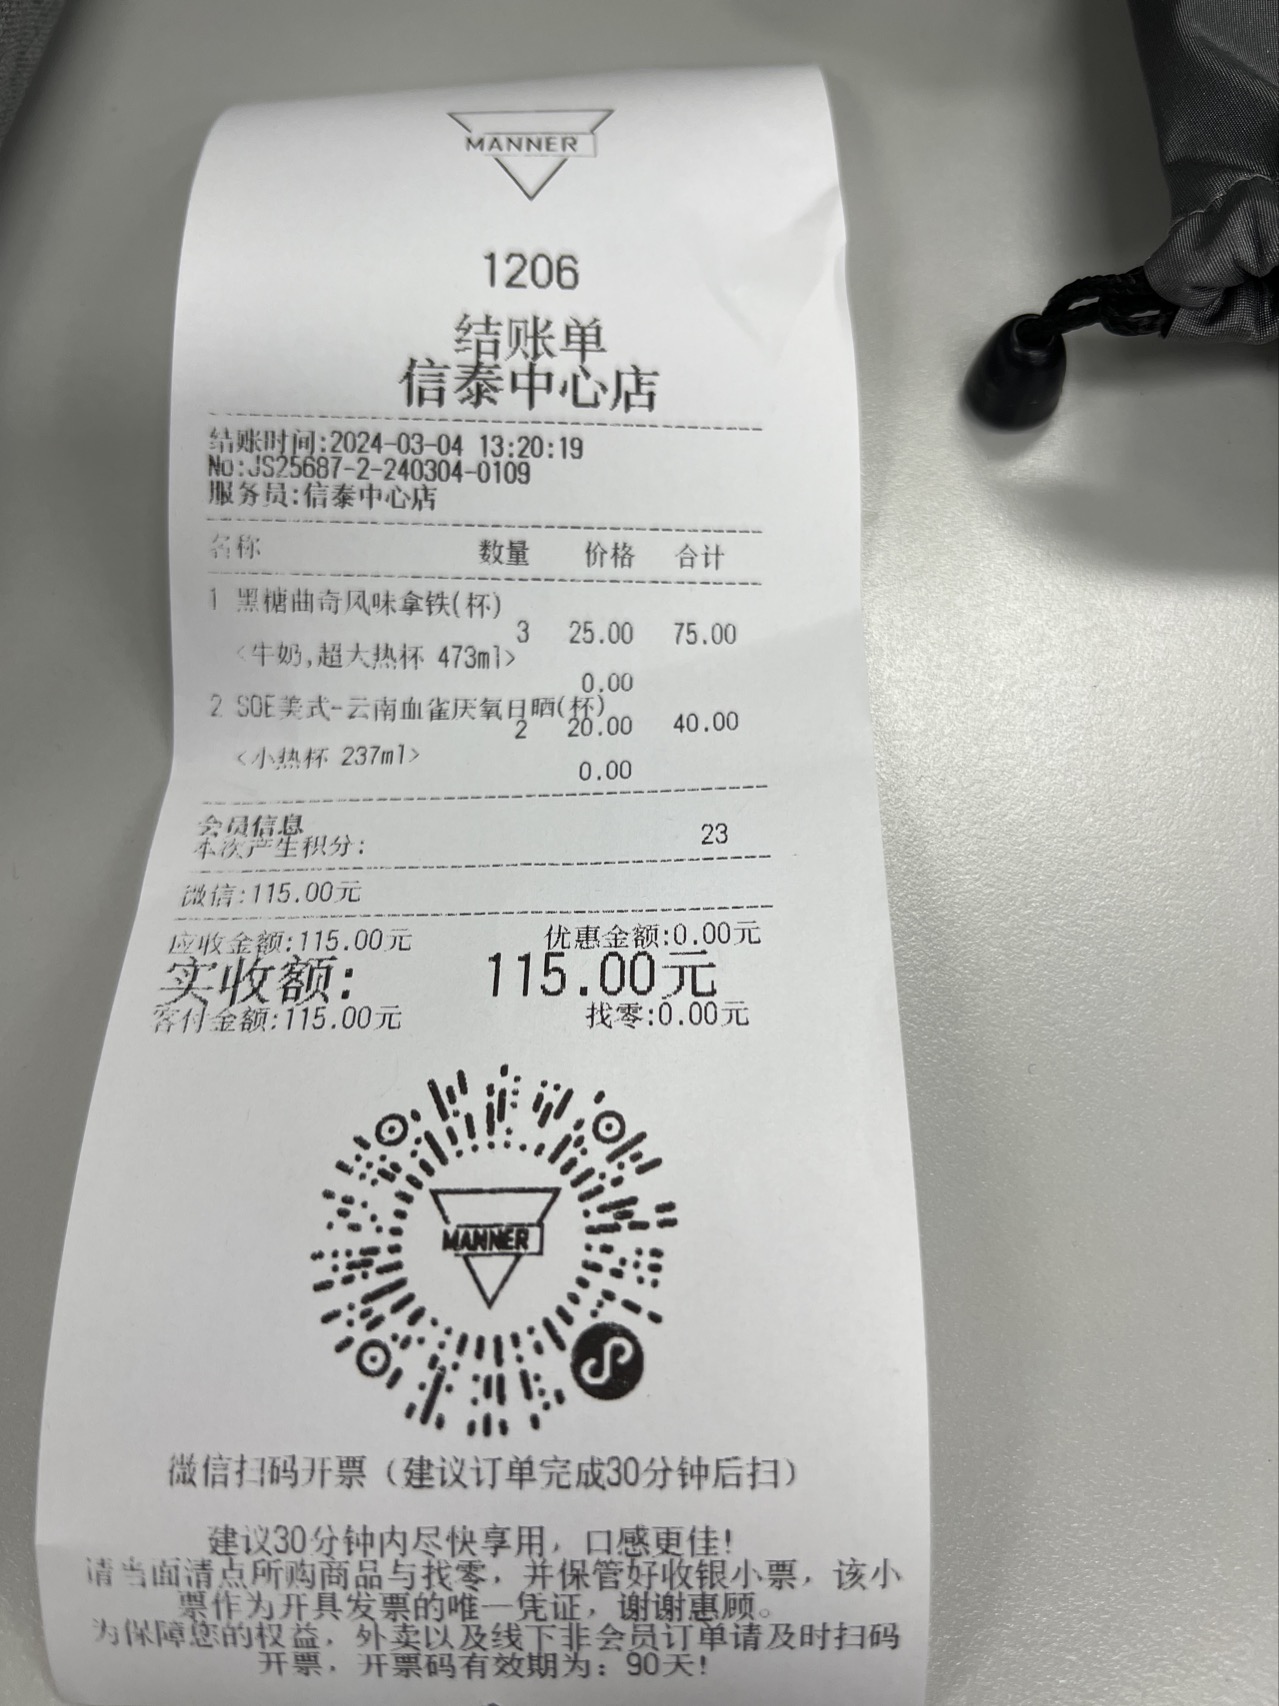 MANNER
1206
结账单
信泰中心店
结账时间:2024-03-04 13:20:19
No:JS25687-2-240304-0109
服务员:信泰中心店
名称 数量 价格 合计
1 黑糖曲奇风味拿铁(杯)
3 25.00 75.00
<牛奶,超大热杯 473ml>
0.00
2 SOE美式-云南血雀厌氧日晒(杯)
2 20.00 40.00
<小热杯 237ml>
0.00
会员信息
本次产生积分: 23
微信:115.00元
应收金额:115.00元 优惠金额:0.00元
实收额: 115.00元
客付金额:115.00元 找零:0.00元
MANNER
微信扫码开票（建议订单完成30分钟后扫）
建议30分钟内尽快享用，口感更佳！
请当面清点所购商品与找零，并保管好收银小票，该小
票作为开具发票的唯一凭证，谢谢惠顾。
为保障您的权益，外卖以及线下非会员订单请及时扫码
开票，开票码有效期为：90天！